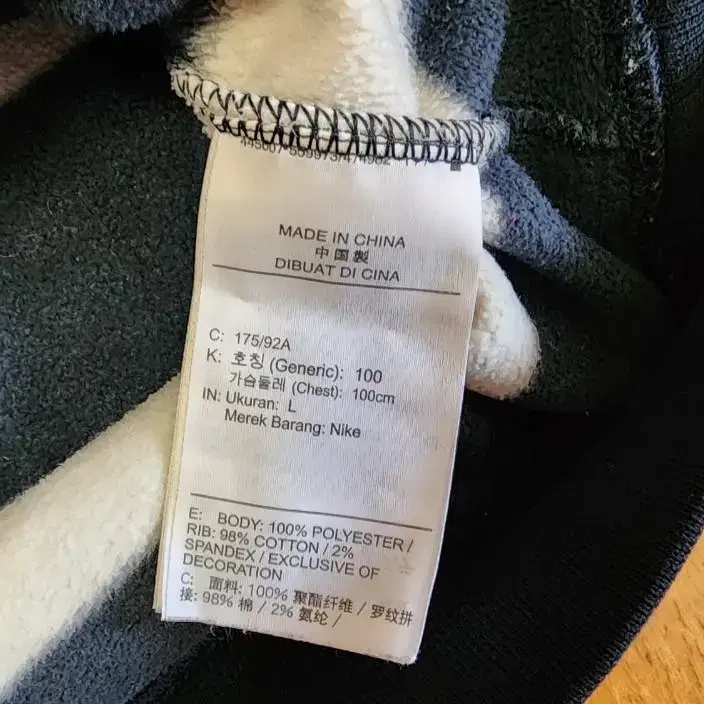 MADE IN CHINA
中国製
DIBUAT DI CINA
C: 175/92A
K: 호칭 (Generic): 100
가슴둘레 (Chest): 100cm
IN: Ukuran: L
Merek Barang: Nike
E: BODY: 100% POLYESTER /
RIB: 98% COTTON / 2%
SPANDEX / EXCLUSIVE OF
DECORATION
C: 面料: 100% 聚酯纤维 / 罗纹拼
接: 98% 棉 / 2% 氨纶 /